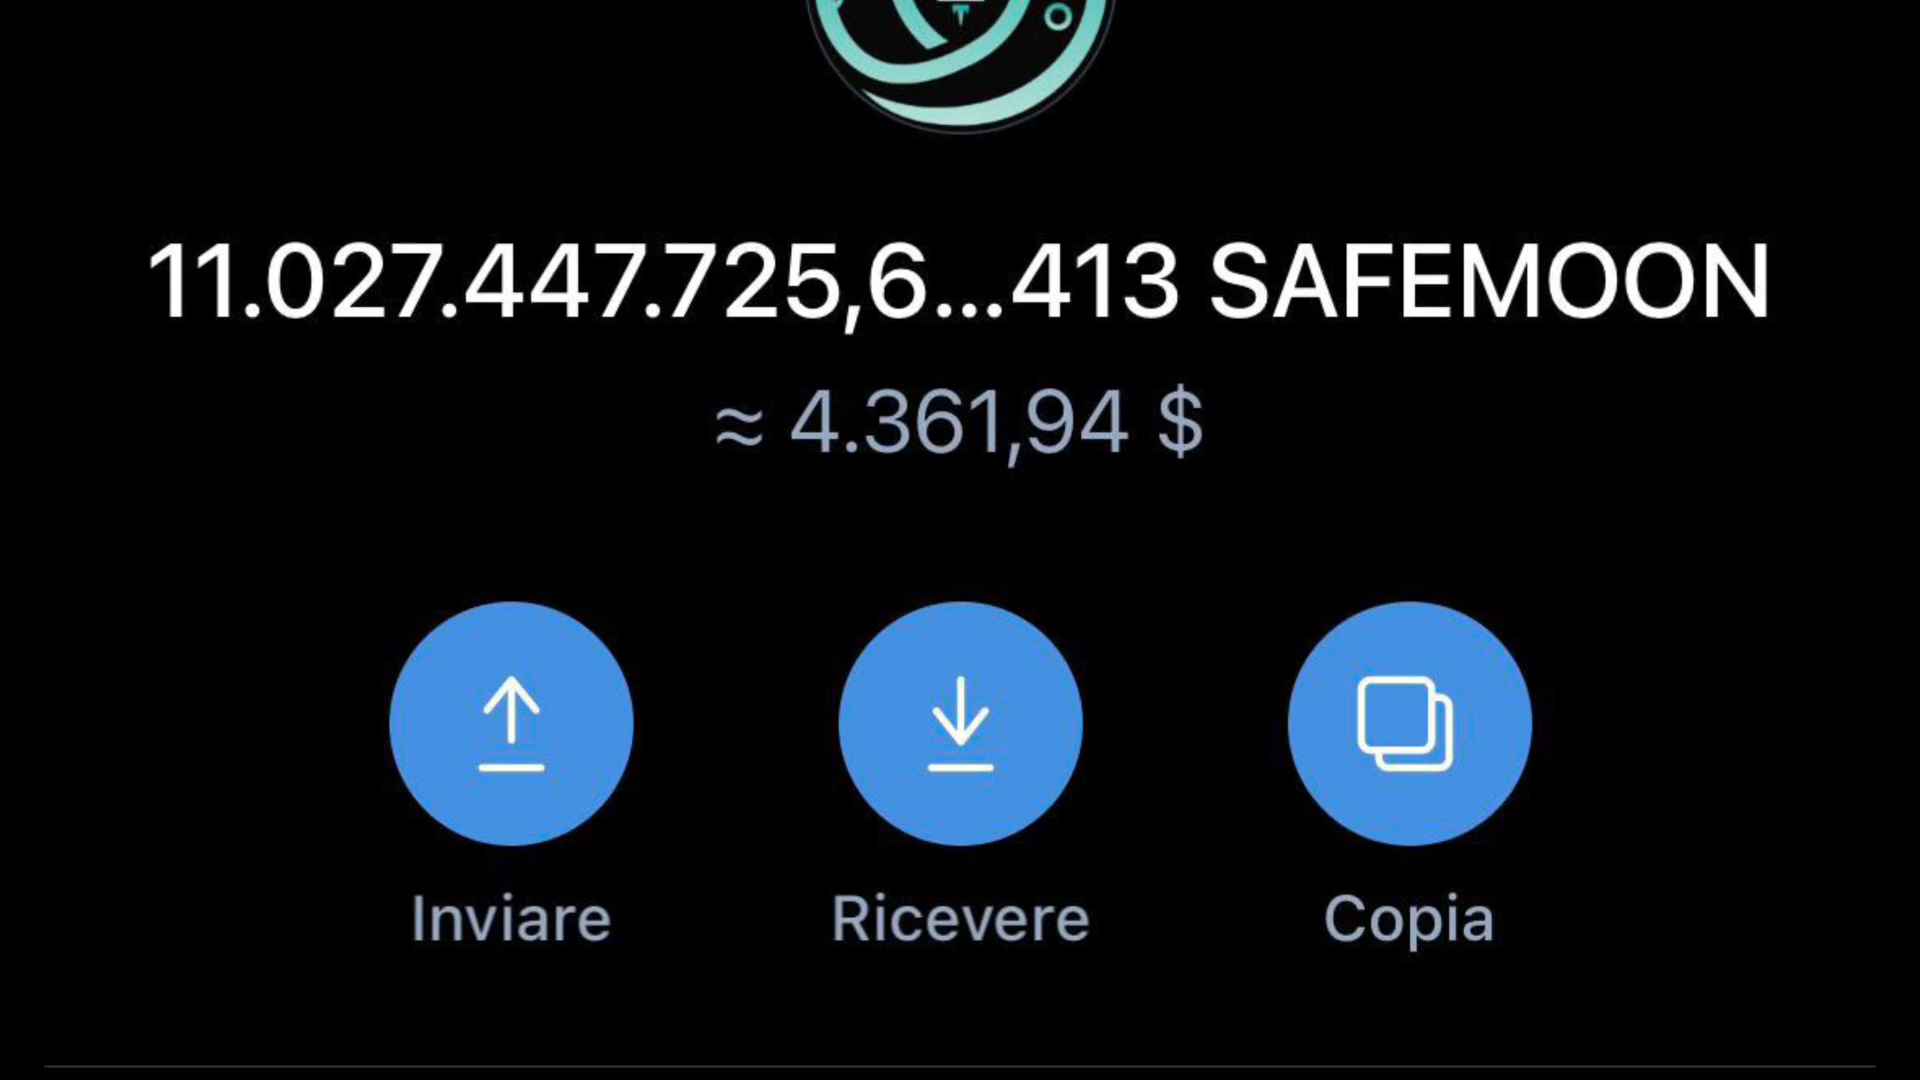 11.027.447.725,6...413 SAFEMOON
≈ 4.361,94 $
Inviare
Ricevere
Copia